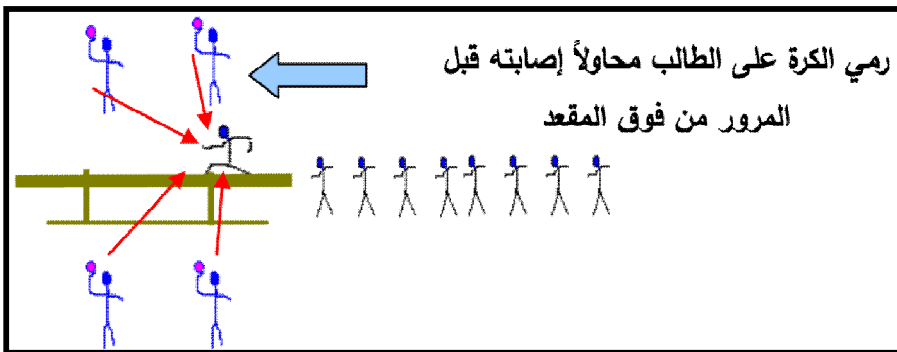 رمي الكرة على الطالب محاولاً إصابته قبل
المرور من فوق المقعد